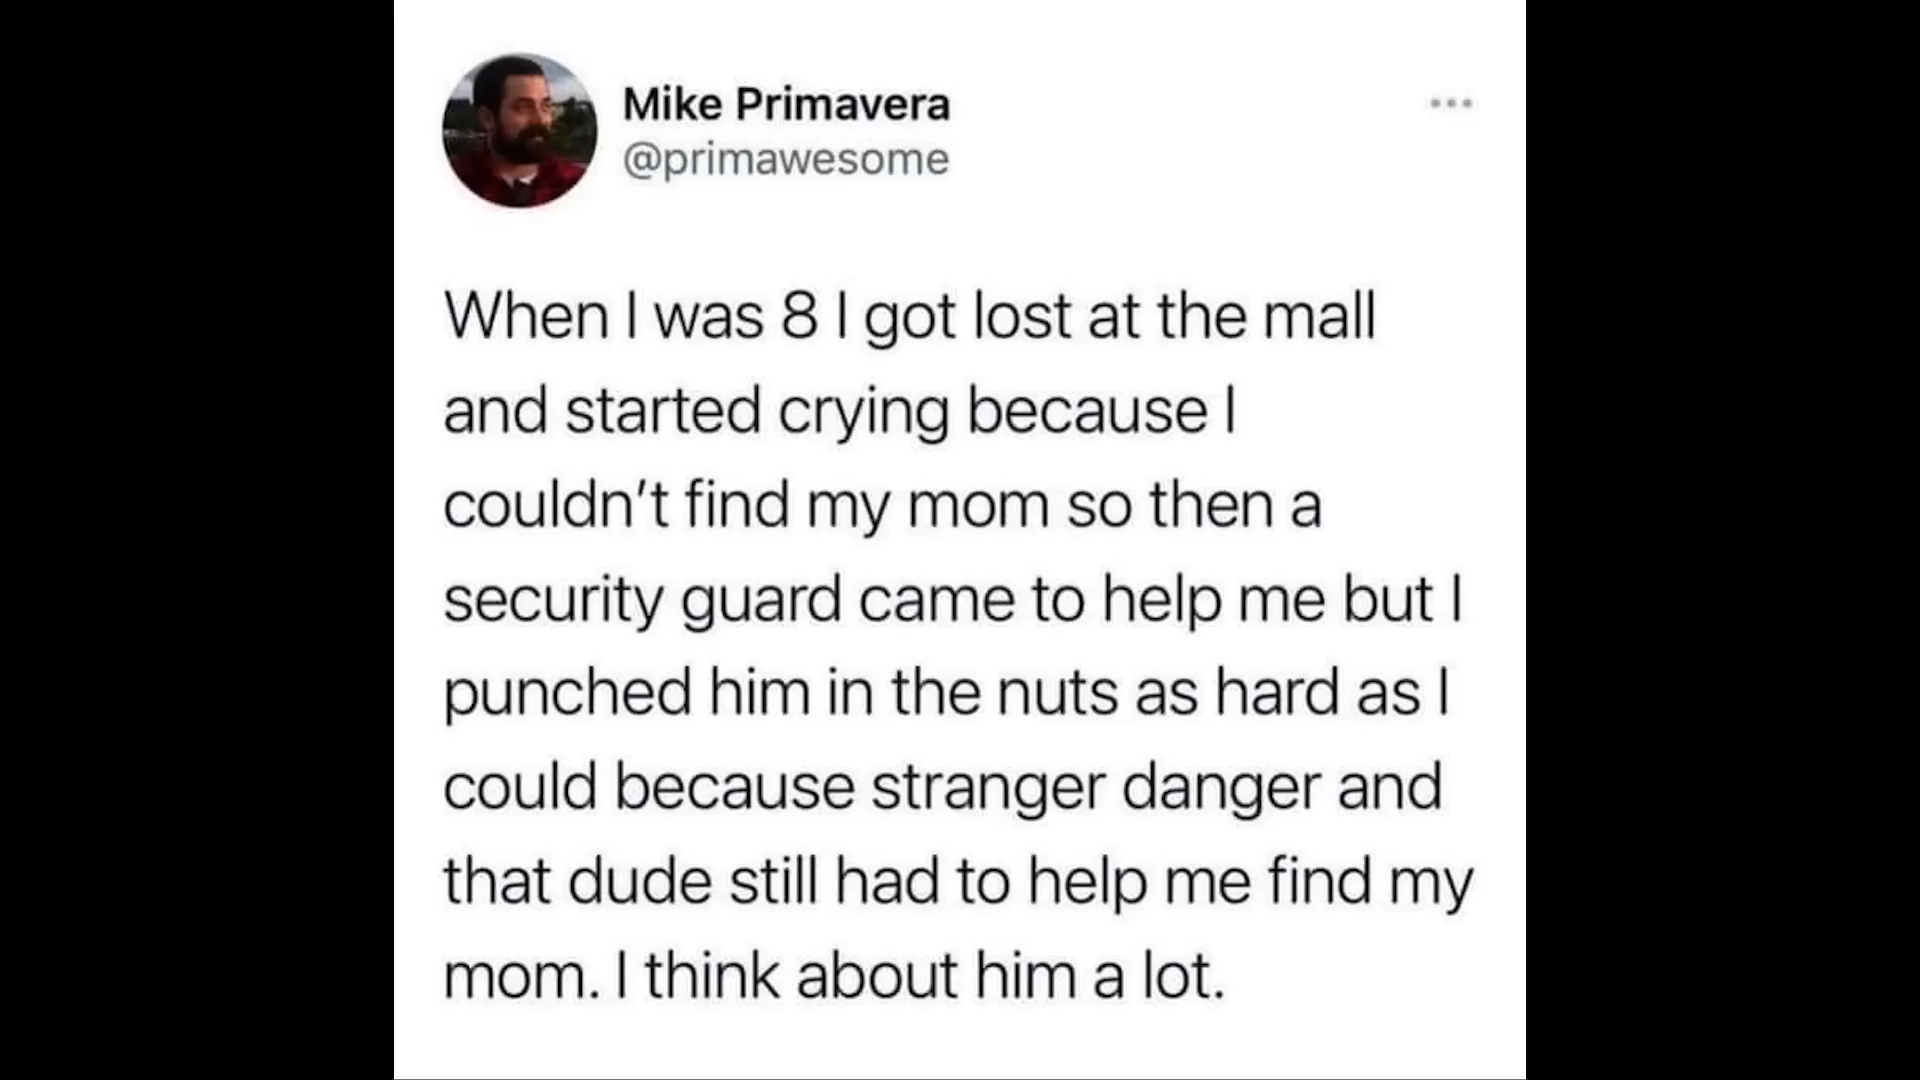 Mike Primavera
@primawesome
When I was 8 I got lost at the mall
and started crying because I
couldn't find my mom so then a
security guard came to help me but I
punched him in the nuts as hard as I
could because stranger danger and
that dude still had to help me find my
mom. I think about him a lot.